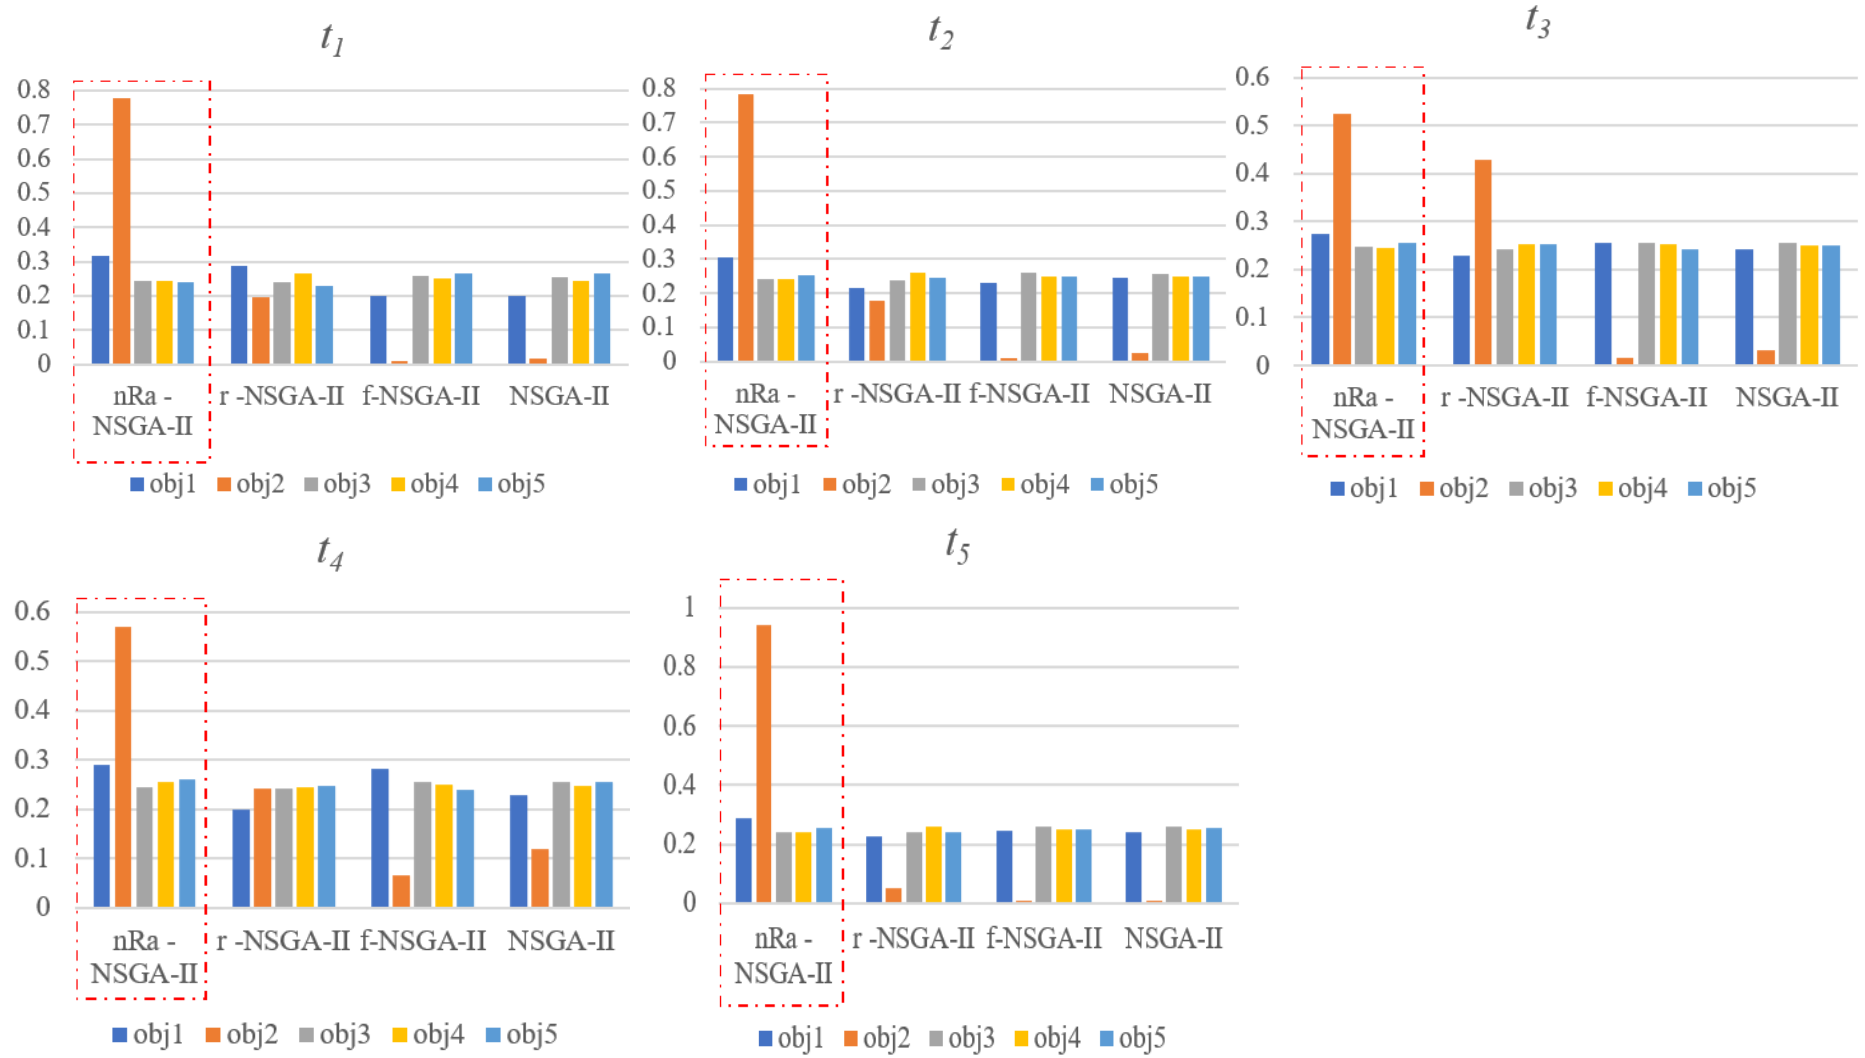 t1
0.8
0.7
0.6
0.5
0.4
0.3
0.2
0.1
0
nRa -
NSGA-II
r -NSGA-II
f-NSGA-II
NSGA-II
obj1 obj2 obj3 obj4 obj5
t2
0.8
0.7
0.6
0.5
0.4
0.3
0.2
0.1
0
nRa -
NSGA-II
r -NSGA-II
f-NSGA-II
NSGA-II
obj1 obj2 obj3 obj4 obj5
t3
0.6
0.5
0.4
0.3
0.2
0.1
0
nRa -
NSGA-II
r -NSGA-II
f-NSGA-II
NSGA-II
obj1 obj2 obj3 obj4 obj5
t4
0.6
0.5
0.4
0.3
0.2
0.1
0
nRa -
NSGA-II
r -NSGA-II
f-NSGA-II
NSGA-II
obj1 obj2 obj3 obj4 obj5
t5
1
0.8
0.6
0.4
0.2
0
nRa -
NSGA-II
r -NSGA-II
f-NSGA-II
NSGA-II
obj1 obj2 obj3 obj4 obj5